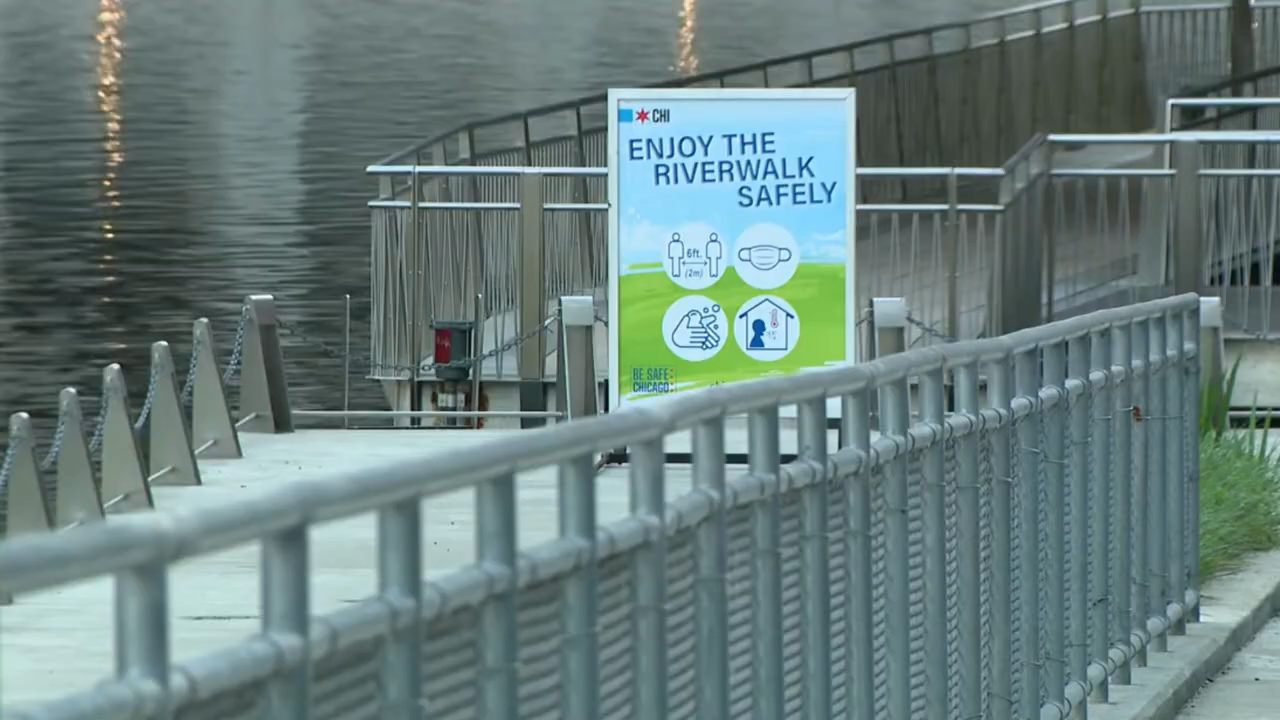 CHI
ENJOY THE
RIVERWALK
SAFELY
6ft.
(2m)
BE SAFE
CHICAGO